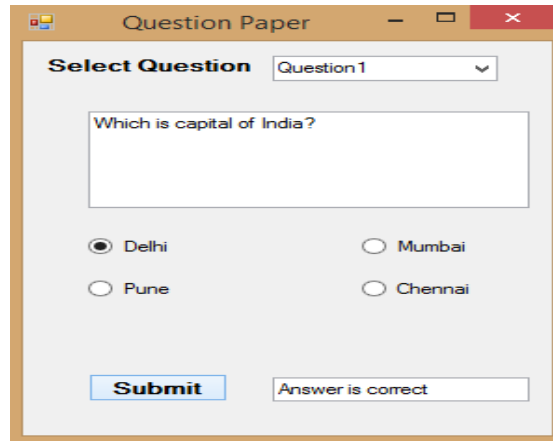 Question Paper
Select Question Question1
Which is capital of India?
Delhi Mumbai
Pune Chennai
Submit Answer is correct